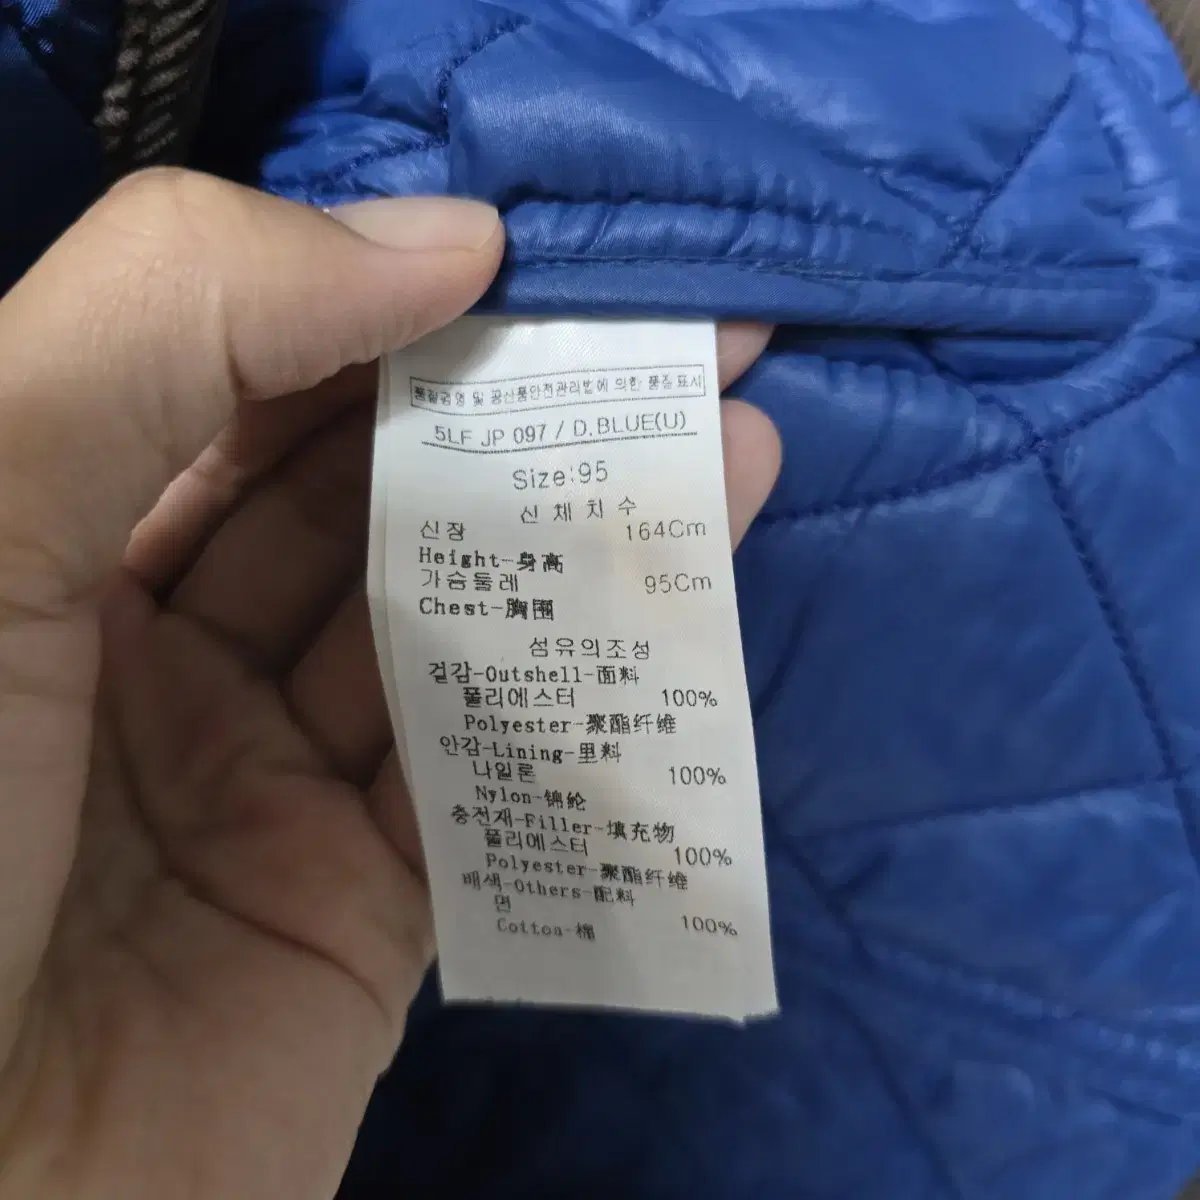 품질경영 및 공산품안전관리법에 의한 품질표시
5LF JP 097 / D.BLUE(U)
Size:95
신 체 치 수
신장 164Cm
Height-身高
가슴둘레 95Cm
Chest-胸围
섬유의조성
겉감-Outshell-面料
폴리에스터 100%
Polyester-聚酯纤维
안감-Lining-里料
나일론 100%
Nylon-锦纶
충전재-Filler-填充物
폴리에스터 100%
Polyester-聚酯纤维
배색-Others-配料
면 100%
Cotton-棉